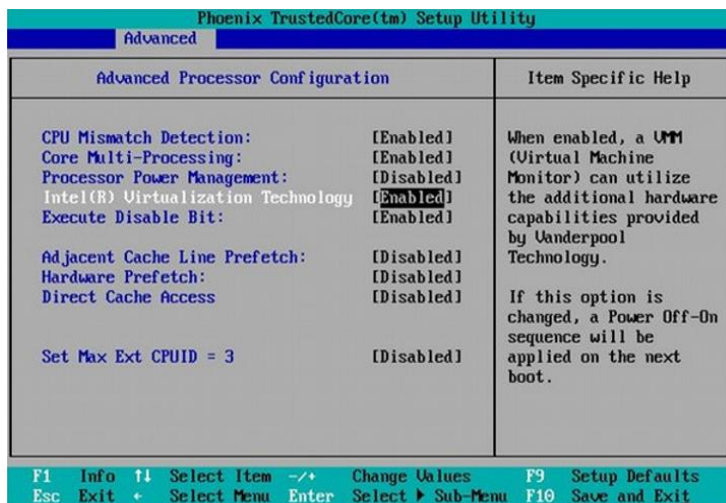 Phoenix TrustedCore(tm) Setup Utility
Advanced
Advanced Processor Configuration
Item Specific Help
CPU Mismatch Detection: [Enabled]
Core Multi-Processing: [Enabled]
Processor Power Management: [Disabled]
Intel(R) Virtualization Technology [Enabled]
Execute Disable Bit: [Enabled]
Adjacent Cache Line Prefetch: [Disabled]
Hardware Prefetch: [Disabled]
Direct Cache Access [Disabled]
Set Max Ext CPUID = 3 [Disabled]
When enabled, a VMM
(Virtual Machine
Monitor) can utilize
the additional hardware
capabilities provided
by Vanderpool
Technology.
If this option is
changed, a Power Off-On
sequence will be
applied on the next
boot.
F1 Info ↑↓ Select Item -/+ Change Values F9 Setup Defaults
Esc Exit ← Select Menu Enter Select ▶ Sub-Menu F10 Save and Exit